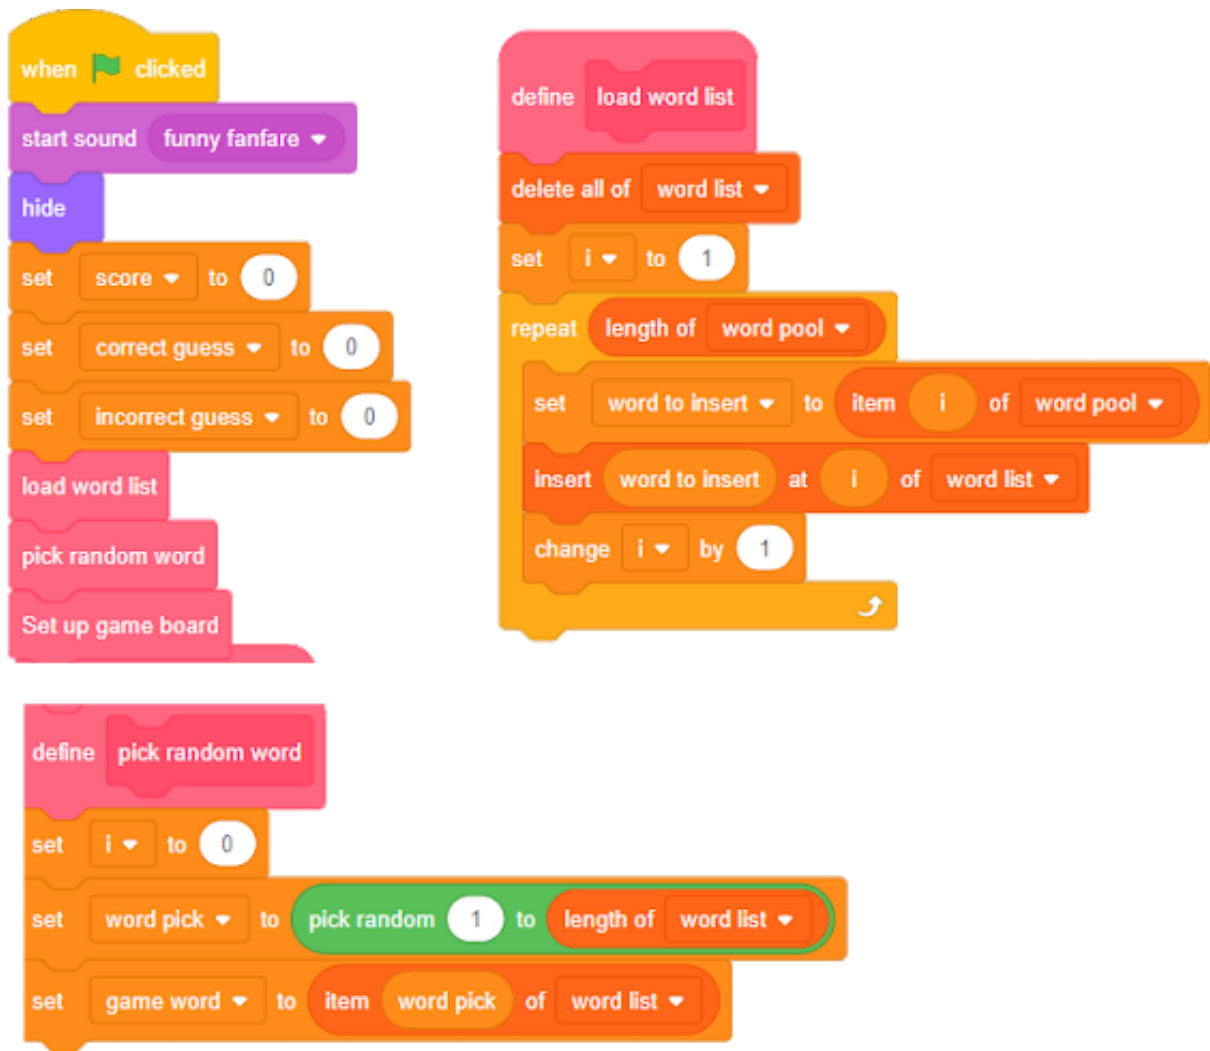 when clicked
start sound funny fanfare
hide
set score to 0
set correct guess to 0
set incorrect guess to 0
load word list
pick random word
Set up game board
define load word list
delete all of word list
set i to 1
repeat length of word pool
set word to insert to item i of word pool
insert word to insert at i of word list
change i by 1
define pick random word
set i to 0
set word pick to pick random 1 to length of word list
set game word to item word pick of word list